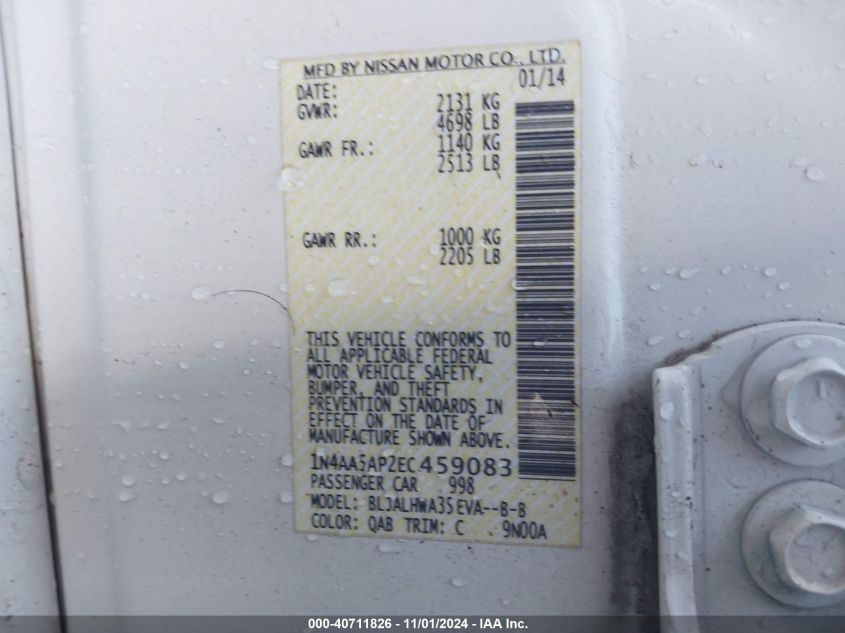 MFD BY NISSAN MOTOR CO., LTD.
DATE: 01/14
GVWR: 2131 KG
4698 LB
GAWR FR.: 1140 KG
2513 LB
GAWR RR.: 1000 KG
2205 LB
THIS VEHICLE CONFORMS TO
ALL APPLICABLE FEDERAL
MOTOR VEHICLE SAFETY,
BUMPER, AND THEFT
PREVENTION STANDARDS IN
EFFECT ON THE DATE OF
MANUFACTURE SHOWN ABOVE.
1N4AA5AP2EC459083
PASSENGER CAR 998
MODEL: BLJALHWA35EVA--B-B
COLOR: QAB TRIM: C 9N00A
000-40711826 - 11/01/2024 - IAA Inc.